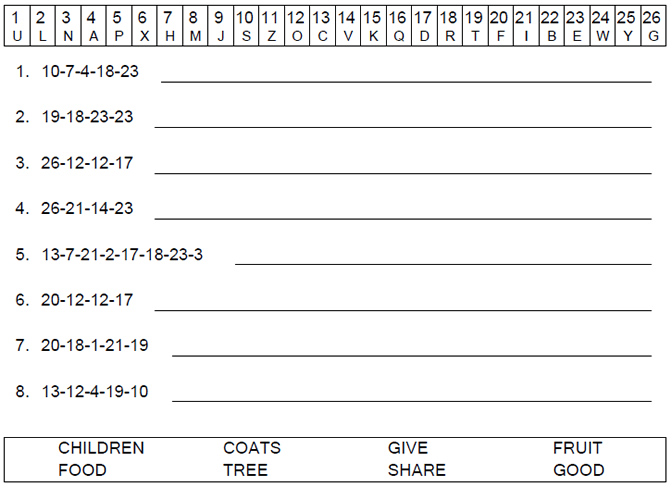 1 2 3 4 5 6 7 8 9 10 11 12 13 14 15 16 17 18 19 20 21 22 23 24 25 26
U L N A P X H M J S Z O C V K Q D R T F I B E W Y G
1. 10-7-4-18-23
2. 19-18-23-23
3. 26-12-12-17
4. 26-21-14-23
5. 13-7-21-2-17-18-23-3
6. 20-12-12-17
7. 20-18-1-21-19
8. 13-12-4-19-10
CHILDREN COATS GIVE FRUIT
FOOD TREE SHARE GOOD